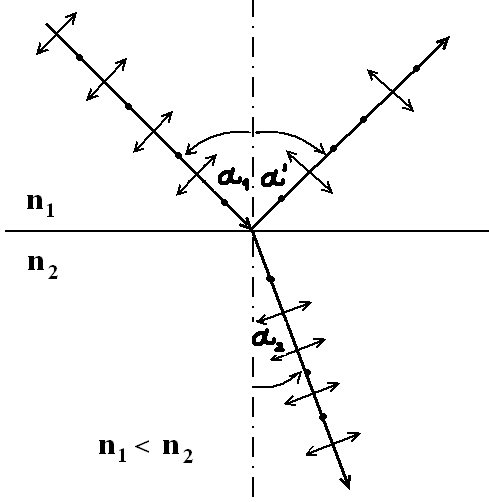 α₁ α'
n₁
n₂
α₂
n₁ < n₂